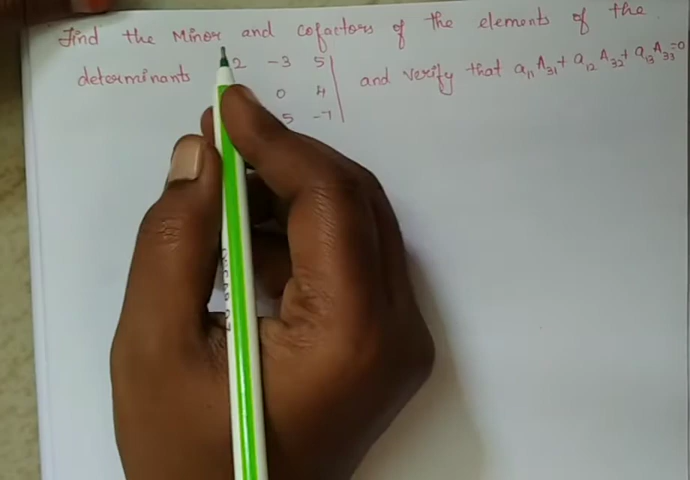 Find the Minor and cofactors of the elements of the
determinants 2 -3 5 and verify that a₁₁A₃₁ + a₁₂A₃₂ + a₁₃A₃₃ = 0
0 4
5 -7